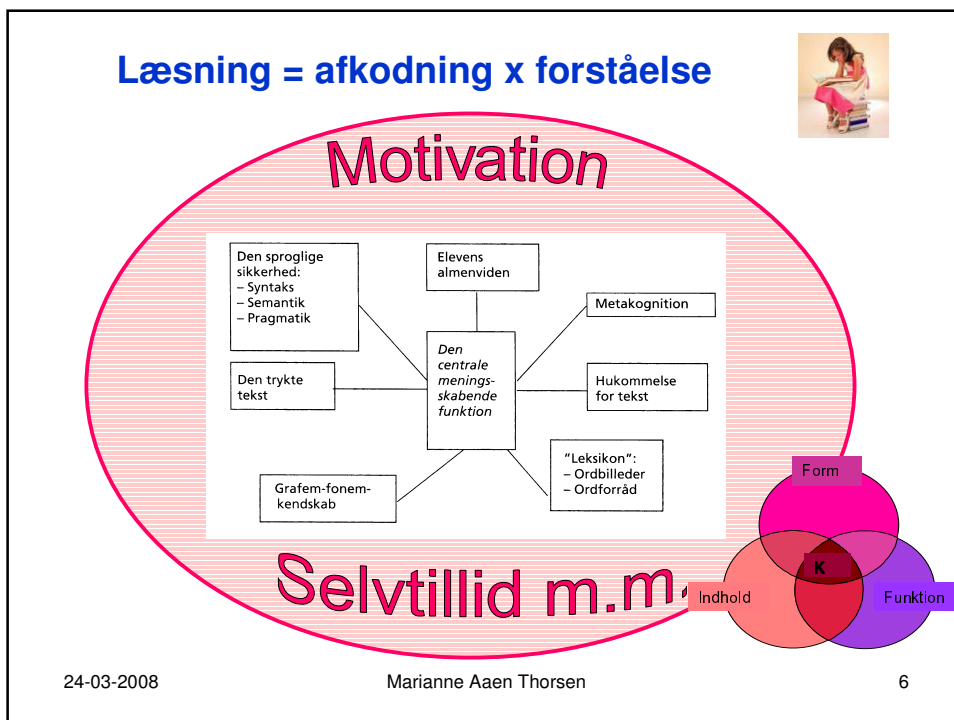 Læsning = afkodning x forståelse
Motivation
Den sproglige
sikkerhed:
– Syntaks
– Semantik
– Pragmatik
Elevens
almenviden
Metakognition
Den
centrale
menings-
skabende
funktion
Den trykte
tekst
Hukommelse
for tekst
"Leksikon":
– Ordbilleder
– Ordforråd
Grafem-fonem-
kendskab
Selvtillid m.m.
Form
K
Indhold
Funktion
24-03-2008
Marianne Aaen Thorsen
6